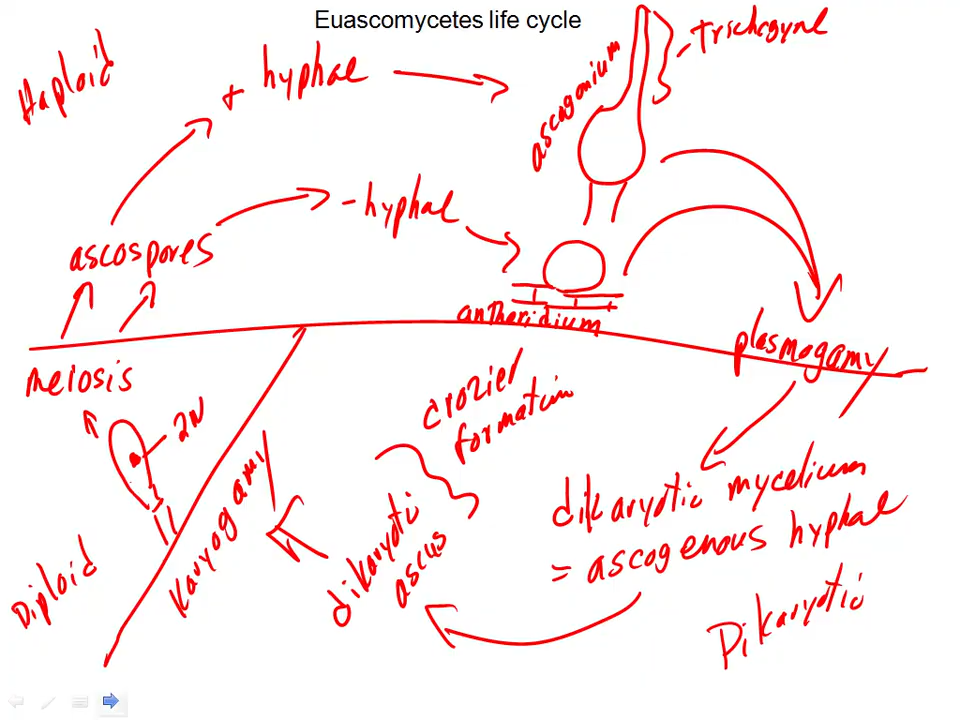 Euascomycetes life cycle
Haploid
+ hyphae
ascogonium
trichogyne
ascospores
- hyphae
antheridium
plasmogamy
meiosis
2N
crozier
formation
karyogamy
dikaryotic
ascus
dikaryotic mycelium
= ascogenous hyphae
Diploid
Dikaryotic